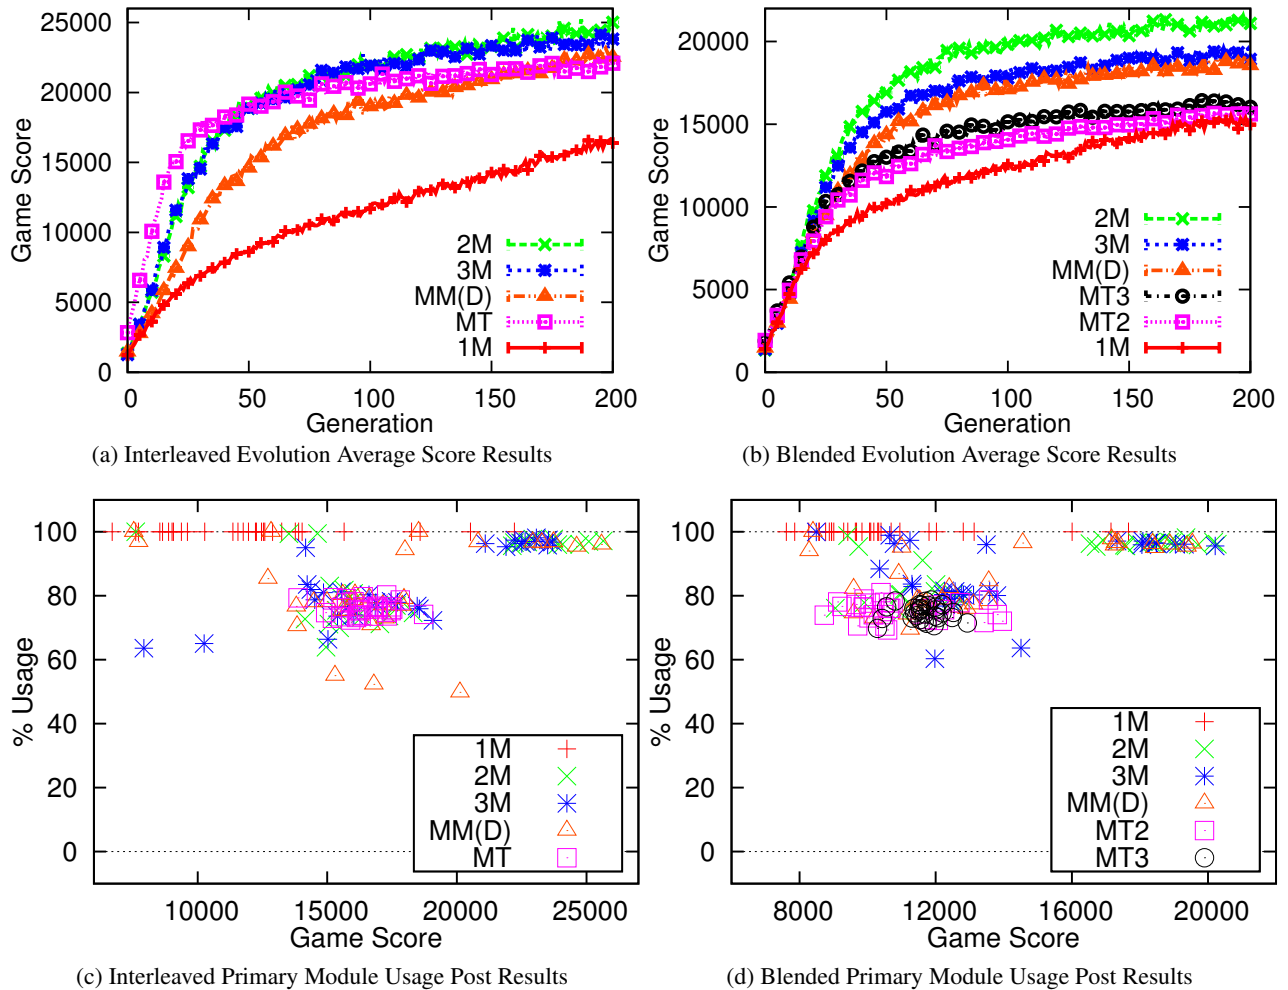 25000
20000
15000
10000
5000
0
Game Score
2M
3M
MM(D)
MT
1M
0 50 100 150 200
Generation
(a) Interleaved Evolution Average Score Results
20000
15000
10000
5000
0
Game Score
2M
3M
MM(D)
MT3
MT2
1M
0 50 100 150 200
Generation
(b) Blended Evolution Average Score Results
100
80
60
40
20
0
% Usage
1M
2M
3M
MM(D)
MT
10000 15000 20000 25000
Game Score
(c) Interleaved Primary Module Usage Post Results
100
80
60
40
20
0
% Usage
1M
2M
3M
MM(D)
MT2
MT3
8000 12000 16000 20000
Game Score
(d) Blended Primary Module Usage Post Results